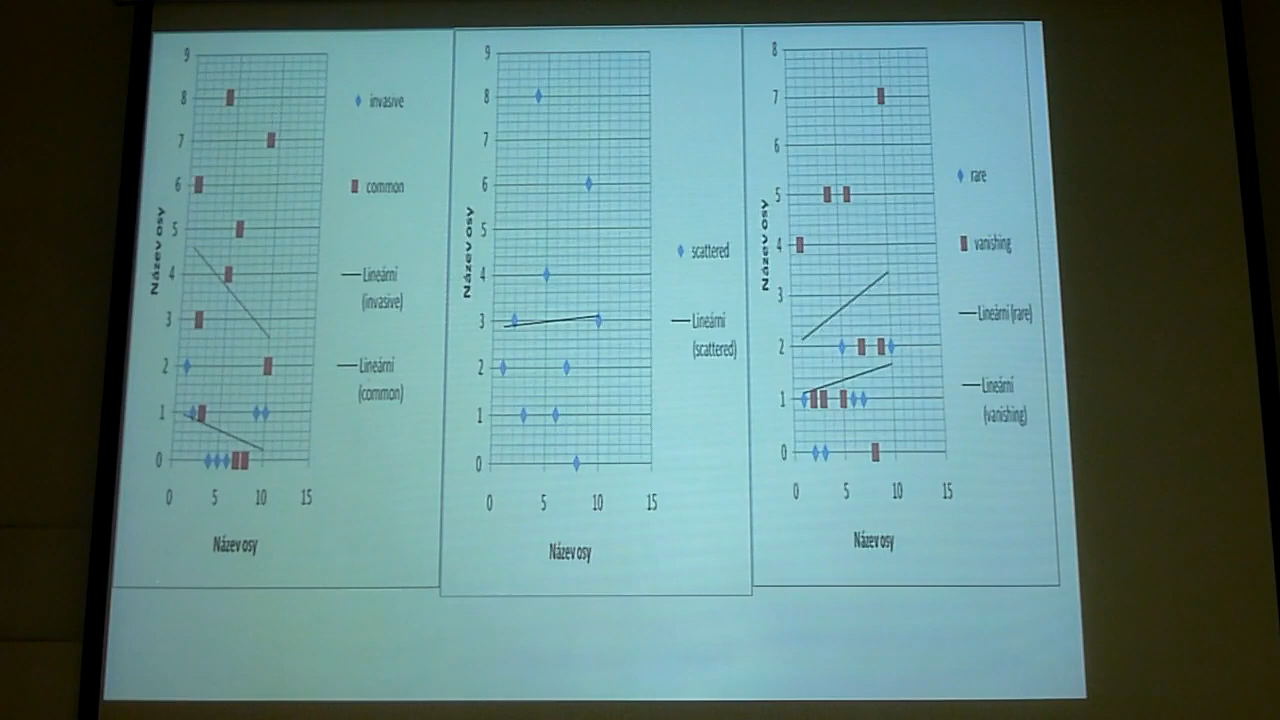 9
8
7
6
5
4
3
2
1
0
0 5 10 15
Název osy
Název osy
invasive
common
Lineární
(invasive)
Lineární
(common)
9
8
7
6
5
4
3
2
1
0
0 5 10 15
Název osy
Název osy
scattered
Lineární
(scattered)
8
7
6
5
4
3
2
1
0
0 5 10 15
Název osy
Název osy
rare
vanishing
Lineární (rare)
Lineární
(vanishing)